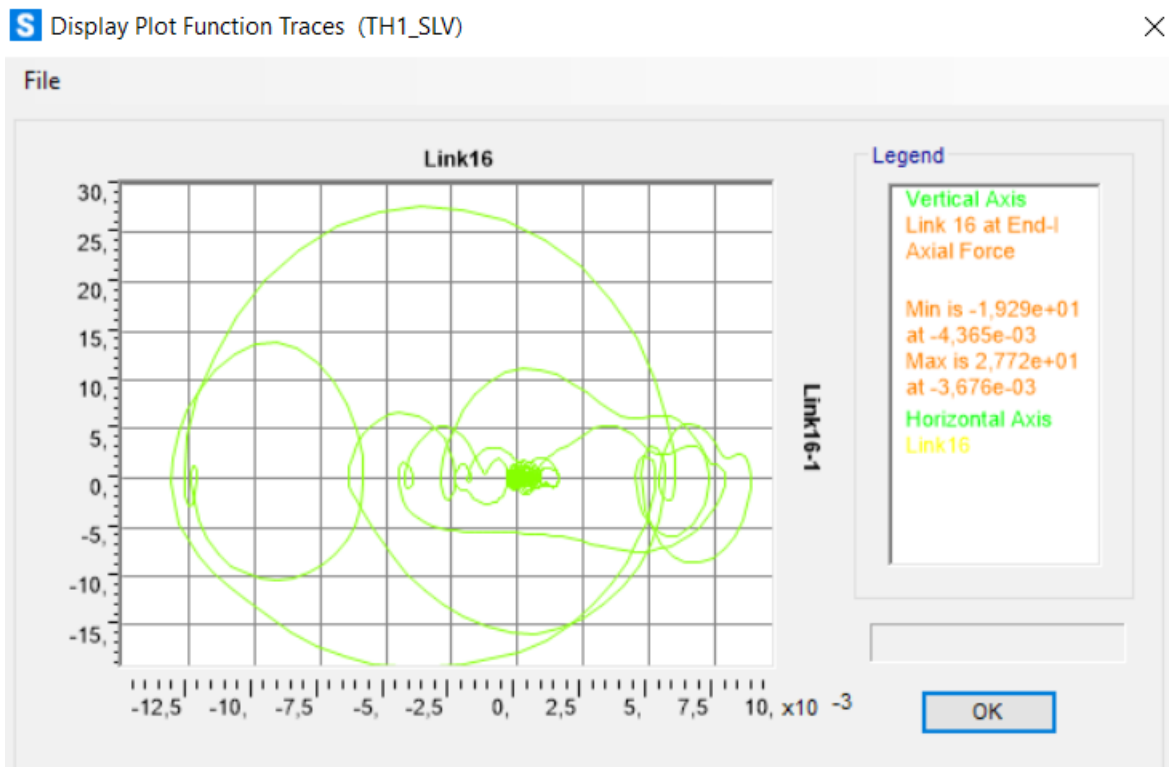 S Display Plot Function Traces (TH1_SLV)
File
Link16
30,
25,
20,
15,
10,
5,
0,
-5,
-10,
-15,
-12,5 -10, -7,5 -5, -2,5 0, 2,5 5, 7,5 10, x10 -3
Link16-1
Legend
Vertical Axis
Link 16 at End-I
Axial Force
Min is -1,929e+01
at -4,365e-03
Max is 2,772e+01
at -3,676e-03
Horizontal Axis
Link16
OK